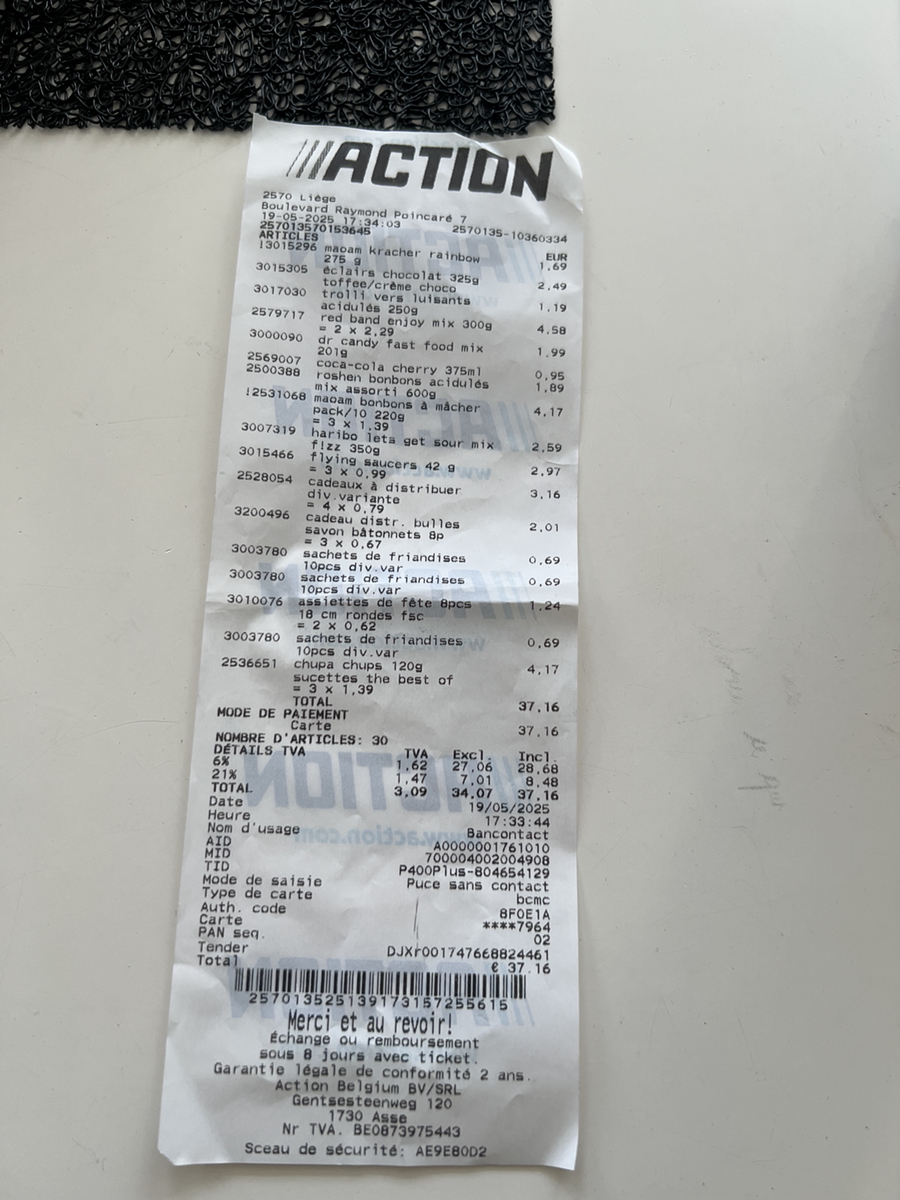 ///ACTION
2570 Liège
Boulevard Raymond Poincaré 7
19-05-2025 17:34:03 2570135-10360334
257013570153645
ARTICLES EUR
!3015296 maoam kracher rainbow 1,69
275 g
3015305 éclairs chocolat 325g 2,49
toffee/crème choco
3017030 trolli vers luisants 1,19
acidulés 250g
2579717 red band enjoy mix 300g 4,58
= 2 x 2,29
3000090 dr candy fast food mix 1,99
201g
2569007 coca-cola cherry 375ml 0,95
2500388 roshen bonbons acidulés 1,89
mix assorti 600g
!2531068 maoam bonbons à mâcher 4,17
pack/10 220g
= 3 x 1,39
3007319 haribo lets get sour mix 2,59
fizz 350g
3015466 flying saucers 42 g 2,97
= 3 x 0,99
2528054 cadeaux à distribuer 3,16
div.variante
= 4 x 0,79
3200496 cadeau distr. bulles 2,01
savon bâtonnets 8p
= 3 x 0,67
3003780 sachets de friandises 0,69
10pcs div.var
3003780 sachets de friandises 0,69
10pcs div.var
3010076 assiettes de fête 8pcs 1,24
18 cm rondes fsc
= 2 x 0,62
3003780 sachets de friandises 0,69
10pcs div.var
2536651 chupa chups 120g 4,17
sucettes the best of
= 3 x 1,39
TOTAL 37,16
MODE DE PAIEMENT
Carte 37,16
NOMBRE D'ARTICLES: 30
DÉTAILS TVA TVA Excl. Incl.
6% 1,62 27,06 28,68
21% 1,47 7,01 8,48
TOTAL 3,09 34,07 37,16
Date 19/05/2025
Heure 17:33:44
Nom d'usage Bancontact
AID A0000001761010
MID 700004002004908
TID P400Plus-804654129
Mode de saisie Puce sans contact
Type de carte bcmc
Auth. code 8F0E1A
Carte ****7964
PAN seq. 02
Tender DJXr001747668824461
Total € 37.16
2570135251391731572 55615
Merci et au revoir!
Échange ou remboursement
sous 8 jours avec ticket.
Garantie légale de conformité 2 ans.
Action Belgium BV/SRL
Gentsesteenweg 120
1730 Asse
Nr TVA. BE0873975443
Sceau de sécurité: AE9E80D2